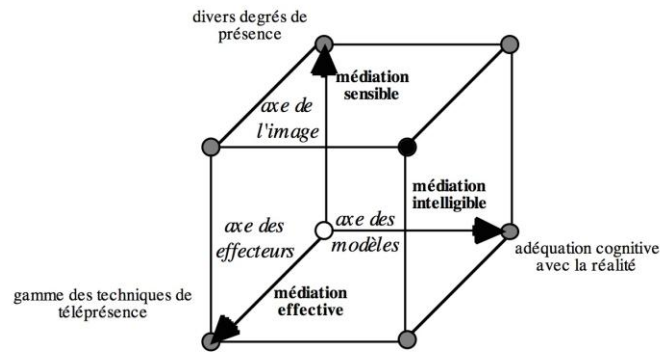 divers degrés de
présence
médiation
sensible
axe de
l'image
médiation
intelligible
axe des
effecteurs
axe des
modèles
adéquation cognitive
avec la réalité
gamme des techniques de
téléprésence
médiation
effective